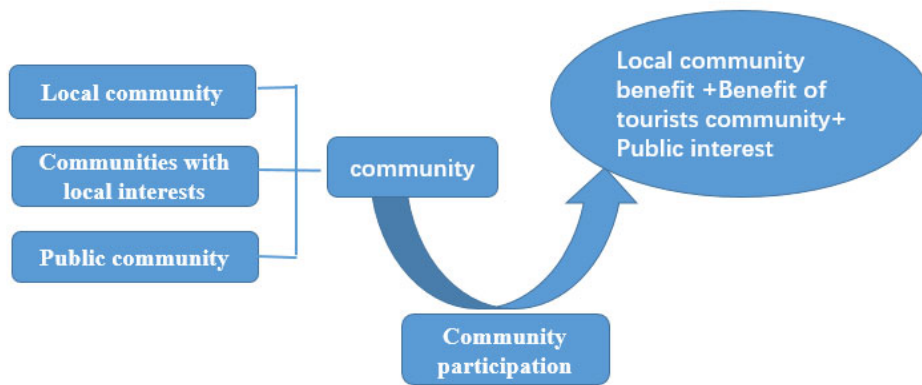 Local community
Communities with
local interests
Public community
community
Community
participation
Local community
benefit +Benefit of
tourists community+
Public interest